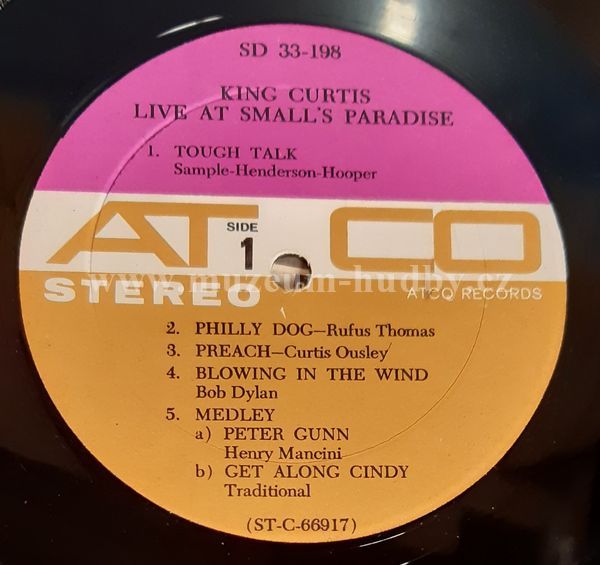 SD 33-198
KING CURTIS
LIVE AT SMALL'S PARADISE
1. TOUGH TALK
Sample-Henderson-Hooper
ATCO
SIDE
1
STEREO
ATCO RECORDS
www.muzeum-hudby.cz
2. PHILLY DOG—Rufus Thomas
3. PREACH—Curtis Ousley
4. BLOWING IN THE WIND
Bob Dylan
5. MEDLEY
a) PETER GUNN
Henry Mancini
b) GET ALONG CINDY
Traditional
(ST-C-66917)